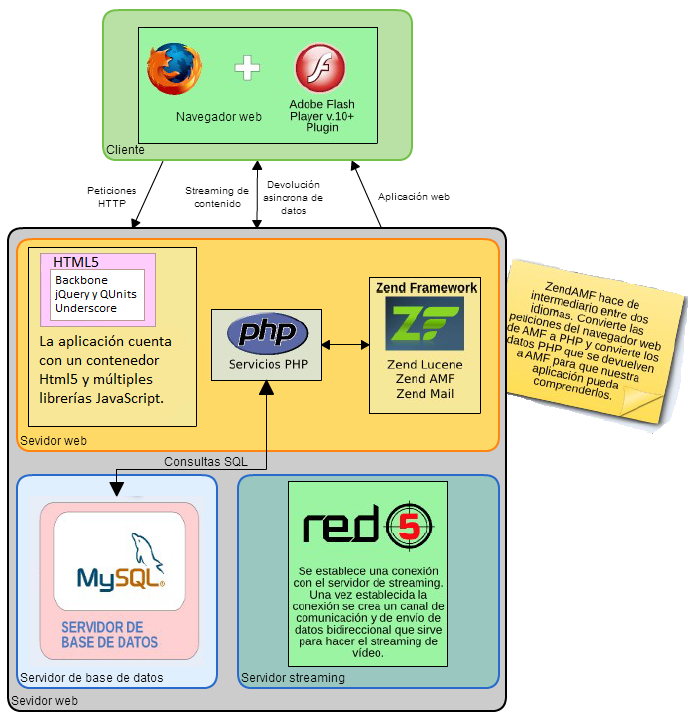 Navegador web
Adobe Flash
Player v.10+
Plugin
Cliente
Peticiones
HTTP
Streaming de
contenido
Devolución
asincrona de
datos
Aplicación web
HTML5
Backbone
jQuery y QUnits
Underscore
La aplicación cuenta
con un contenedor
Html5 y múltiples
librerías JavaScript.
php
Servicios PHP
Zend Framework
ZF
Zend Lucene
Zend AMF
Zend Mail
Sevidor web
ZendAMF hace de
intermediario entre dos
idiomas. Convierte las
peticiones del navegador web
de AMF a PHP y convierte los
datos PHP que se devuelven
a AMF para que nuestra
aplicación pueda
comprenderlos.
Consultas SQL
MySQL®
SERVIDOR DE
BASE DE DATOS
Servidor de base de datos
red5
Se establece una conexión
con el servidor de streaming.
Una vez establecida la
conexión se crea un canal de
comunicación y de envio de
datos bidireccional que sirve
para hacer el streaming de
vídeo.
Servidor streaming
Sevidor web